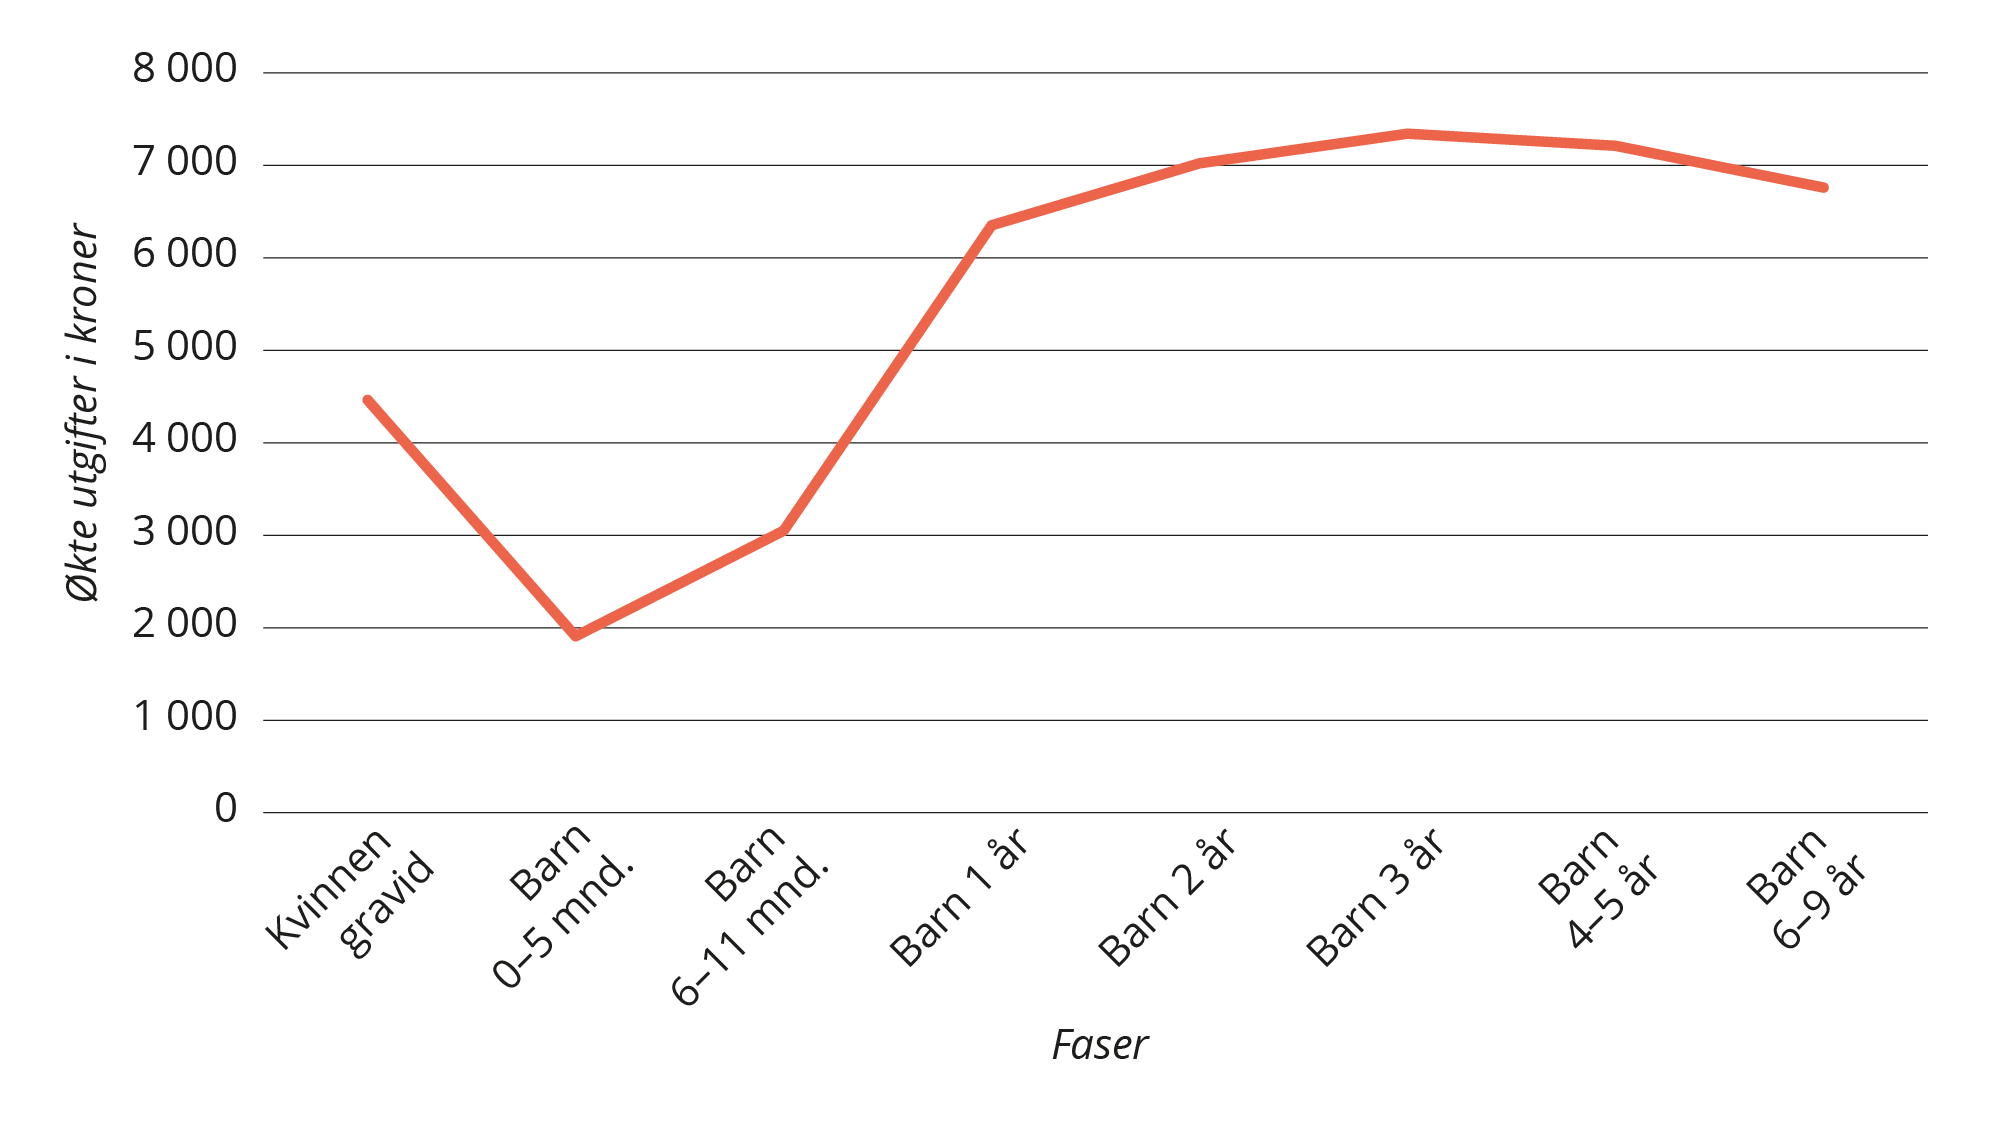 Økte utgifter i kroner
8 000
7 000
6 000
5 000
4 000
3 000
2 000
1 000
0
Kvinnen
gravid
Barn
0–5 mnd.
Barn
6–11 mnd.
Barn 1 år
Barn 2 år
Barn 3 år
Barn
4–5 år
Barn
6–9 år
Faser